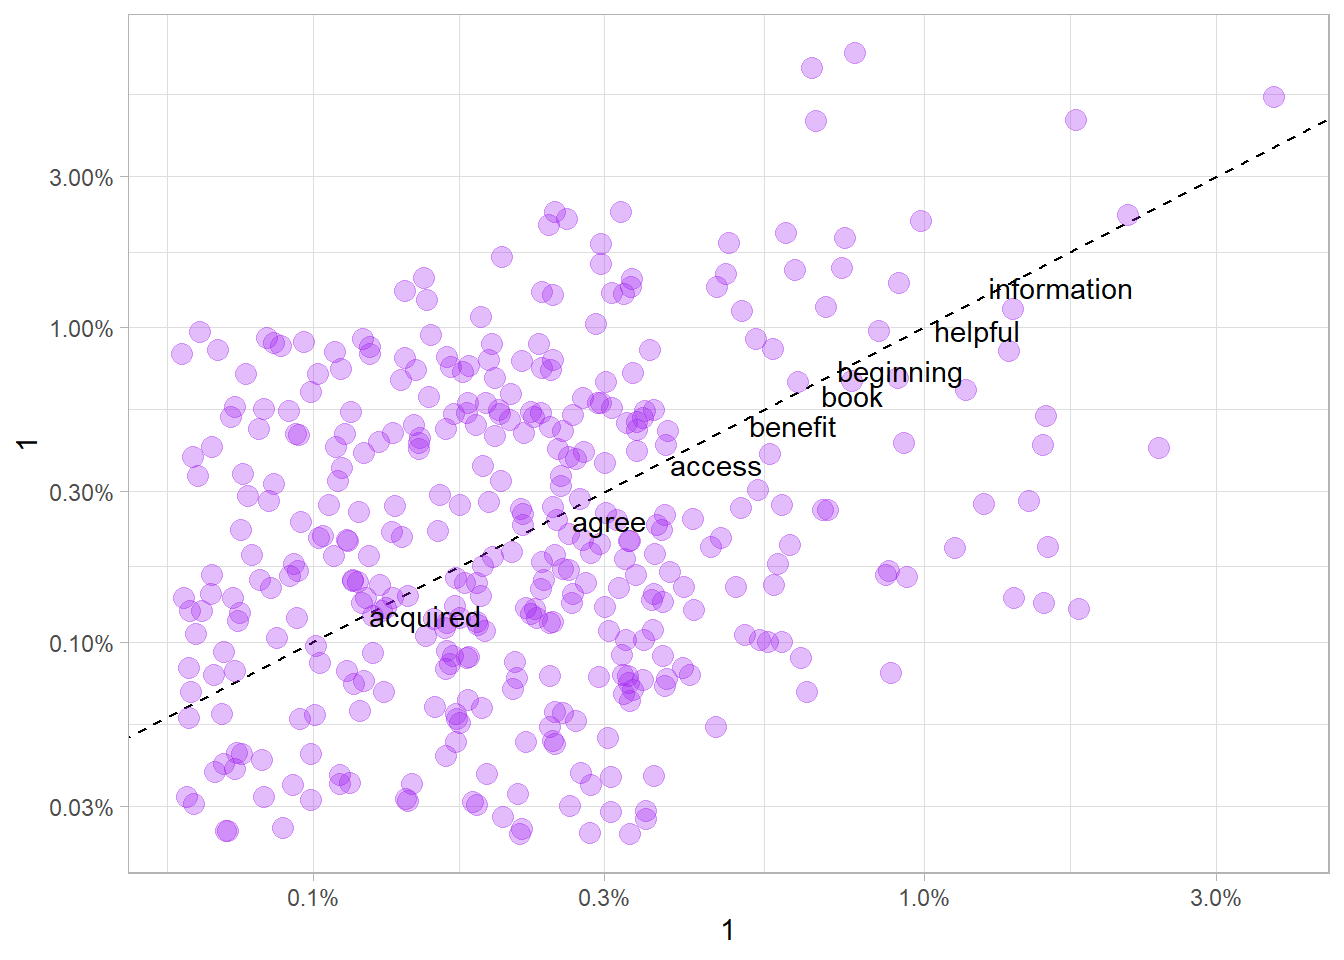 3.00%
information
1.00%
helpful
beginning
book
benefit
1
access
0.30%
agree
acquired
0.10%
0.03%
0.1% 0.3% 1.0% 3.0%
1